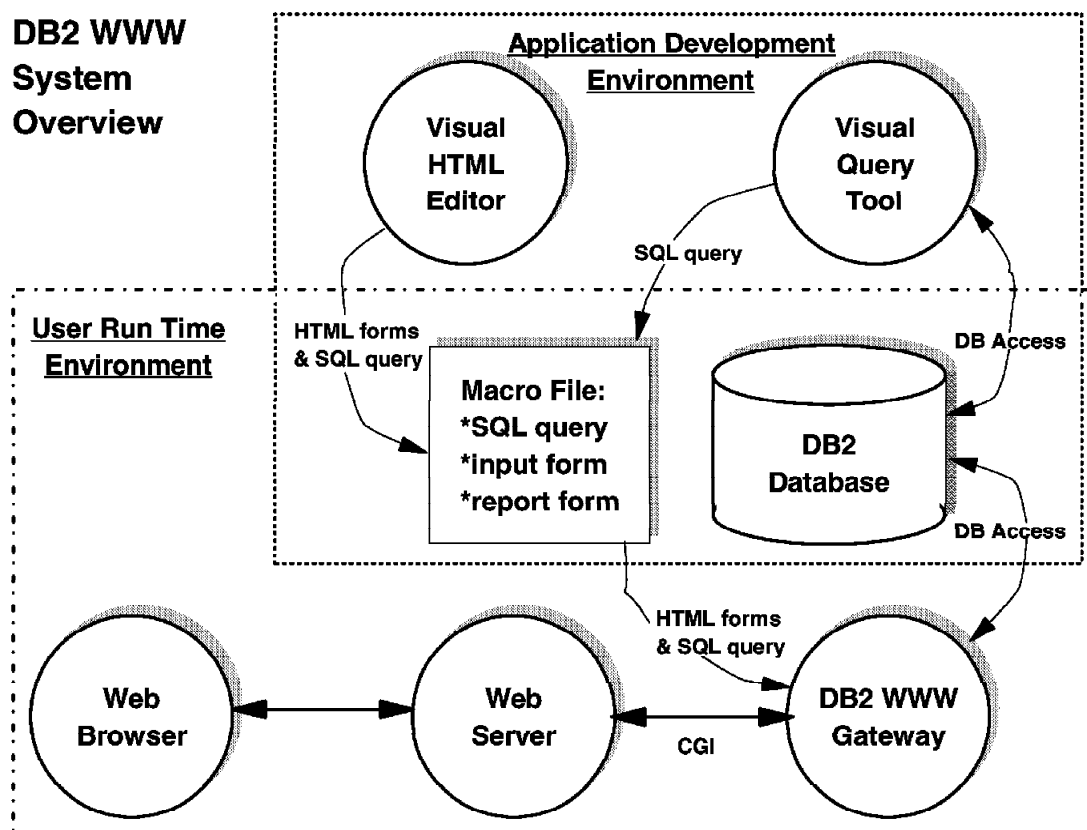 DB2 WWW
System
Overview
Application Development
Environment
Visual
HTML
Editor
Visual
Query
Tool
SQL query
User Run Time
Environment
HTML forms
& SQL query
DB Access
Macro File:
*SQL query
*input form
*report form
DB2
Database
DB Access
HTML forms
& SQL query
Web
Browser
Web
Server
CGI
DB2 WWW
Gateway